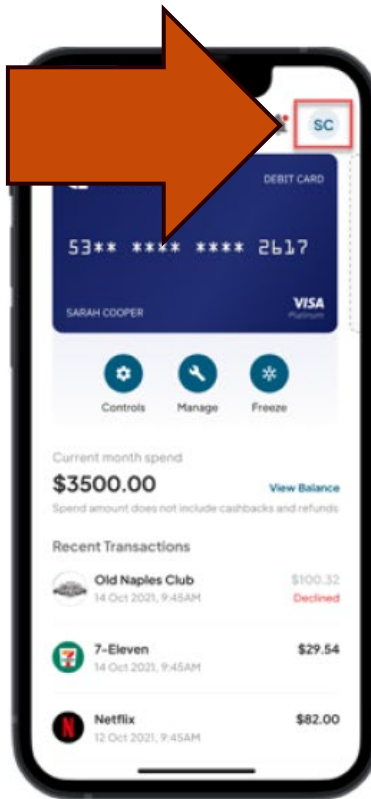 SC
DEBIT CARD
53** **** **** 2617
SARAH COOPER
VISA
Platinum
Controls Manage Freeze
Current month spend
$3500.00 View Balance
Spend amount does not include cashbacks and refunds
Recent Transactions
Old Naples Club $100.32
14 Oct 2021, 9:45AM Declined
7-Eleven $29.54
14 Oct 2021, 9:45AM
Netflix $82.00
12 Oct 2021, 9:45AM